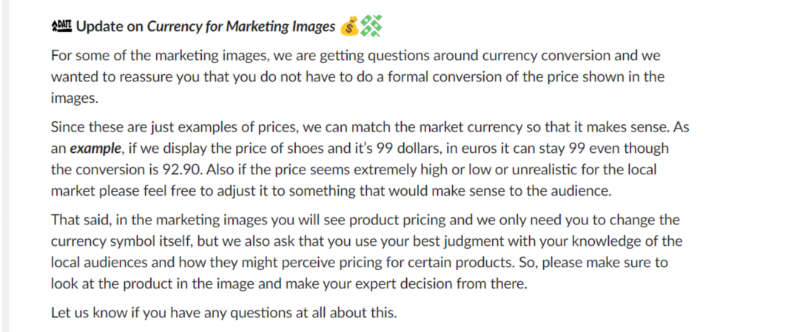 UPDATE Update on Currency for Marketing Images
For some of the marketing images, we are getting questions around currency conversion and we
wanted to reassure you that you do not have to do a formal conversion of the price shown in the
images.
Since these are just examples of prices, we can match the market currency so that it makes sense. As
an example, if we display the price of shoes and it's 99 dollars, in euros it can stay 99 even though
the conversion is 92.90. Also if the price seems extremely high or low or unrealistic for the local
market please feel free to adjust it to something that would make sense to the audience.
That said, in the marketing images you will see product pricing and we only need you to change the
currency symbol itself, but we also ask that you use your best judgment with your knowledge of the
local audiences and how they might perceive pricing for certain products. So, please make sure to
look at the product in the image and make your expert decision from there.
Let us know if you have any questions at all about this.